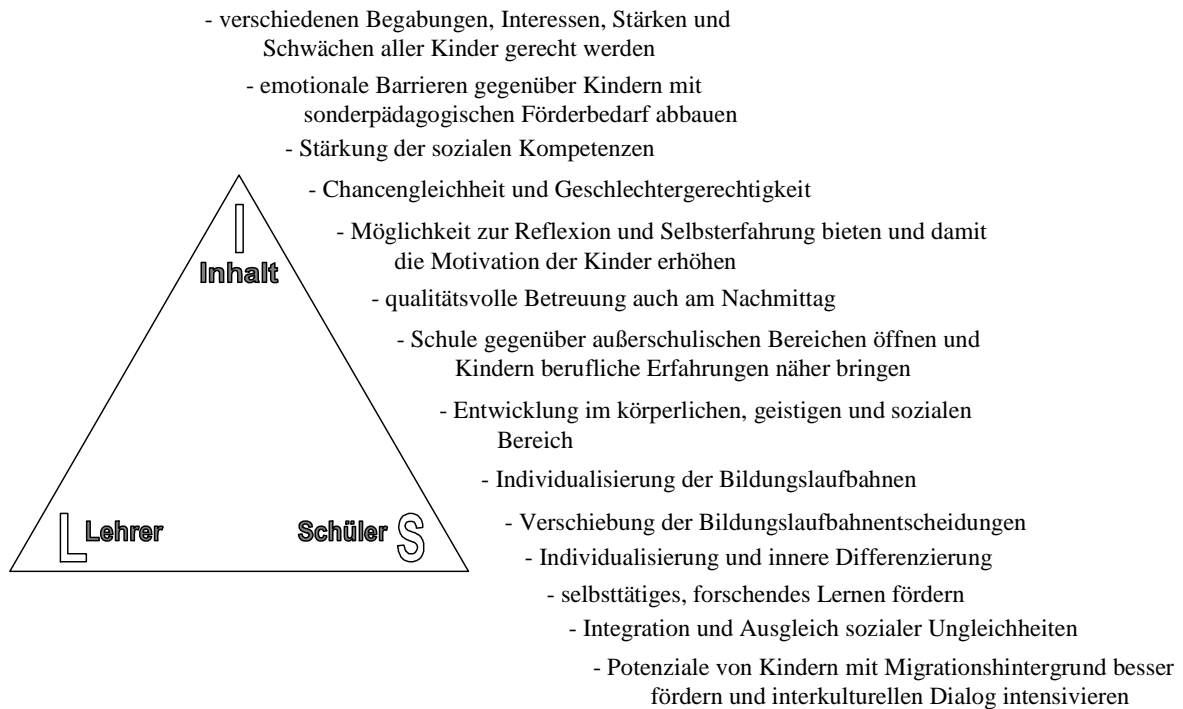 - verschiedenen Begabungen, Interessen, Stärken und
Schwächen aller Kinder gerecht werden
- emotionale Barrieren gegenüber Kindern mit
sonderpädagogischen Förderbedarf abbauen
- Stärkung der sozialen Kompetenzen
- Chancengleichheit und Geschlechtergerechtigkeit
I
Inhalt
- Möglichkeit zur Reflexion und Selbsterfahrung bieten und damit
die Motivation der Kinder erhöhen
- qualitätsvolle Betreuung auch am Nachmittag
- Schule gegenüber außerschulischen Bereichen öffnen und
Kindern berufliche Erfahrungen näher bringen
- Entwicklung im körperlichen, geistigen und sozialen
Bereich
- Individualisierung der Bildungslaufbahnen
L Lehrer
Schüler S
- Verschiebung der Bildungslaufbahnentscheidungen
- Individualisierung und innere Differenzierung
- selbsttätiges, forschendes Lernen fördern
- Integration und Ausgleich sozialer Ungleichheiten
- Potenziale von Kindern mit Migrationshintergrund besser
fördern und interkulturellen Dialog intensivieren